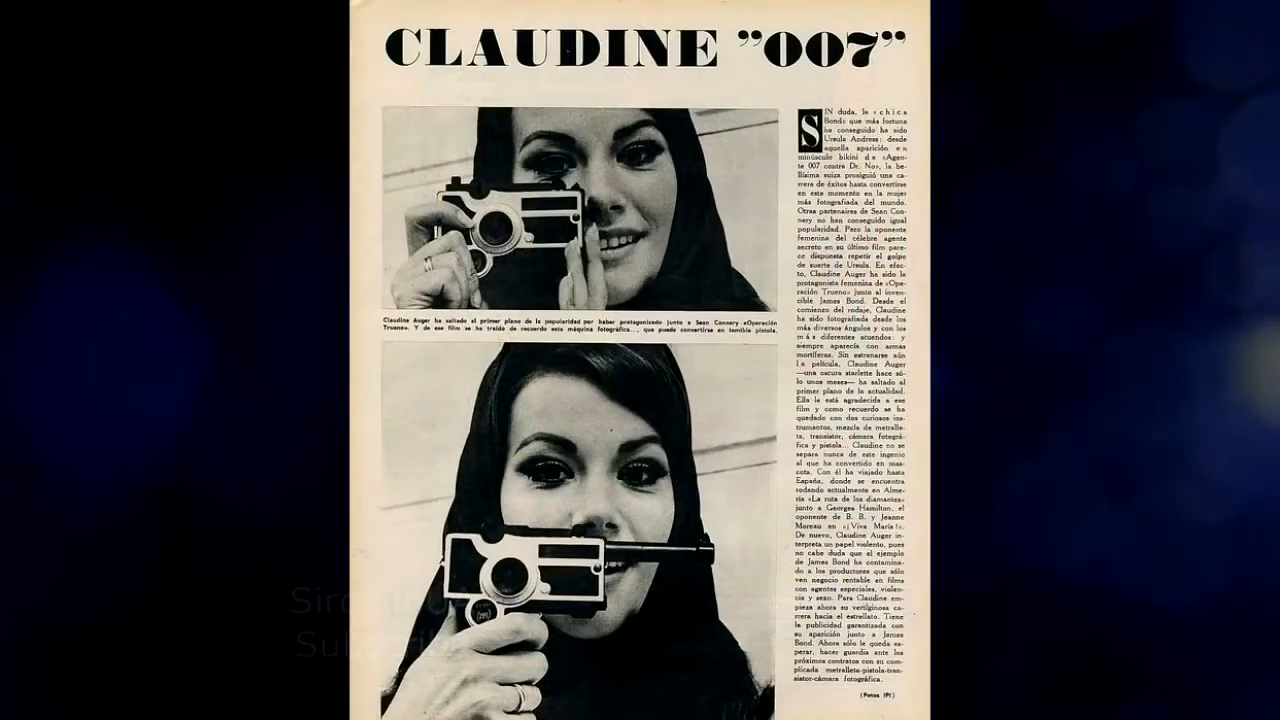 CLAUDINE "007"
Claudine Auger ha saltado al primer plano de la popularidad por haber protagonizado junto a Sean Connery «Operación
Trueno». Y de ese film se ha traído de recuerdo esta máquina fotográfica..., que puede convertirse en temible pistola.
SIN duda, la «chica
Bond» que más fortuna
ha conseguido ha sido
Ursula Andress: desde
aquella aparición en
minúsculo bikini de «Agen-
te 007 contra Dr. No», la be-
llísima suiza prosiguió una ca-
rrera de éxitos hasta convertirse
en este momento en la mujer
más fotografiada del mundo.
Otras partenaires de Sean Con-
nery no han conseguido igual
popularidad. Pero la oponente
femenina del célebre agente
secreto en su último film pare-
ce dispuesta repetir el golpe
de suerte de Ursula. En efec-
to, Claudine Auger ha sido la
protagonista femenina de «Ope-
ración Trueno» junto al inven-
cible James Bond. Desde el
comienzo del rodaje, Claudine
ha sido fotografiada desde los
más diversos ángulos y con los
más diferentes atuendos: y
siempre aparecía con armas
mortíferas. Sin estrenarse aún
la película, Claudine Auger
—una oscura starlette hace só-
lo unos meses— ha saltado al
primer plano de la actualidad.
Ella le está agradecida a ese
film y como recuerdo se ha
quedado con dos curiosos ins-
trumentos, mezcla de metralle-
ta, transistor, cámara fotográ-
fica y pistola... Claudine no se
separa nunca de este ingenio
al que ha convertido en mas-
cota. Con él ha viajado hasta
España, donde se encuentra
rodando actualmente en Alme-
ría «La ruta de los diamantes»
junto a Georges Hamilton, el
oponente de B. B. y Jeanne
Moreau en «¡Viva María!».
De nuevo, Claudine Auger in-
terpreta un papel violento, pues
no cabe duda que el ejemplo
de James Bond ha contamina-
do a los productores que sólo
ven negocio rentable en films
con agentes especiales, violen-
cia y sexo. Para Claudine em-
pieza ahora su vertiginosa ca-
rrera hacia el estrellato. Tiene
la publicidad garantizada con
su aparición junto a James
Bond. Ahora sólo le queda es-
perar, hacer guardia ante los
próximos contratos con su com-
plicada metralleta-pistola-tran-
sistor-cámara fotográfica.
(Fotos IPI)